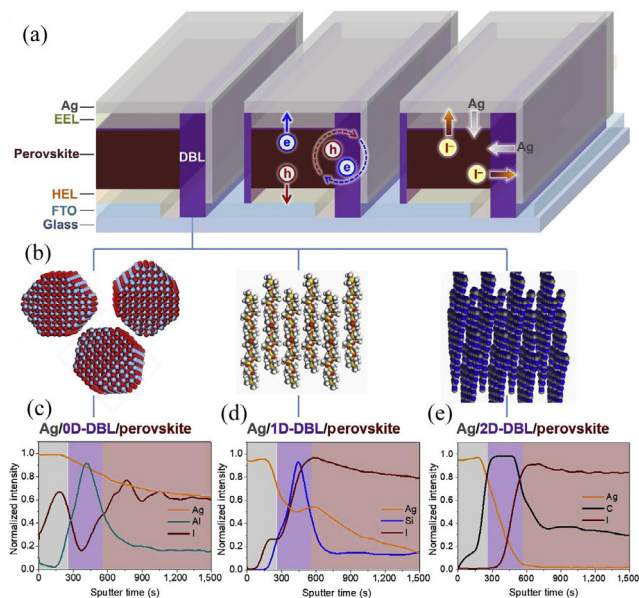 (a)
Ag
EEL
Perovskite
HEL
FTO
Glass
DBL
e
h
h
e
Ag
I⁻
Ag
I⁻
(b)
(c)
Ag/0D-DBL/perovskite
Normalized intensity
1.0
0.8
0.6
0.4
0.2
0.0
Ag
Al
I
0 300 600 900 1,200 1,500
Sputter time (s)
(d)
Ag/1D-DBL/perovskite
Normalized intensity
1.0
0.8
0.6
0.4
0.2
0.0
Ag
Si
I
0 300 600 900 1,200 1,500
Sputter time (s)
(e)
Ag/2D-DBL/perovskite
Normalized intensity
1.0
0.8
0.6
0.4
0.2
0.0
Ag
C
I
0 300 600 900 1,200 1,500
Sputter time (s)